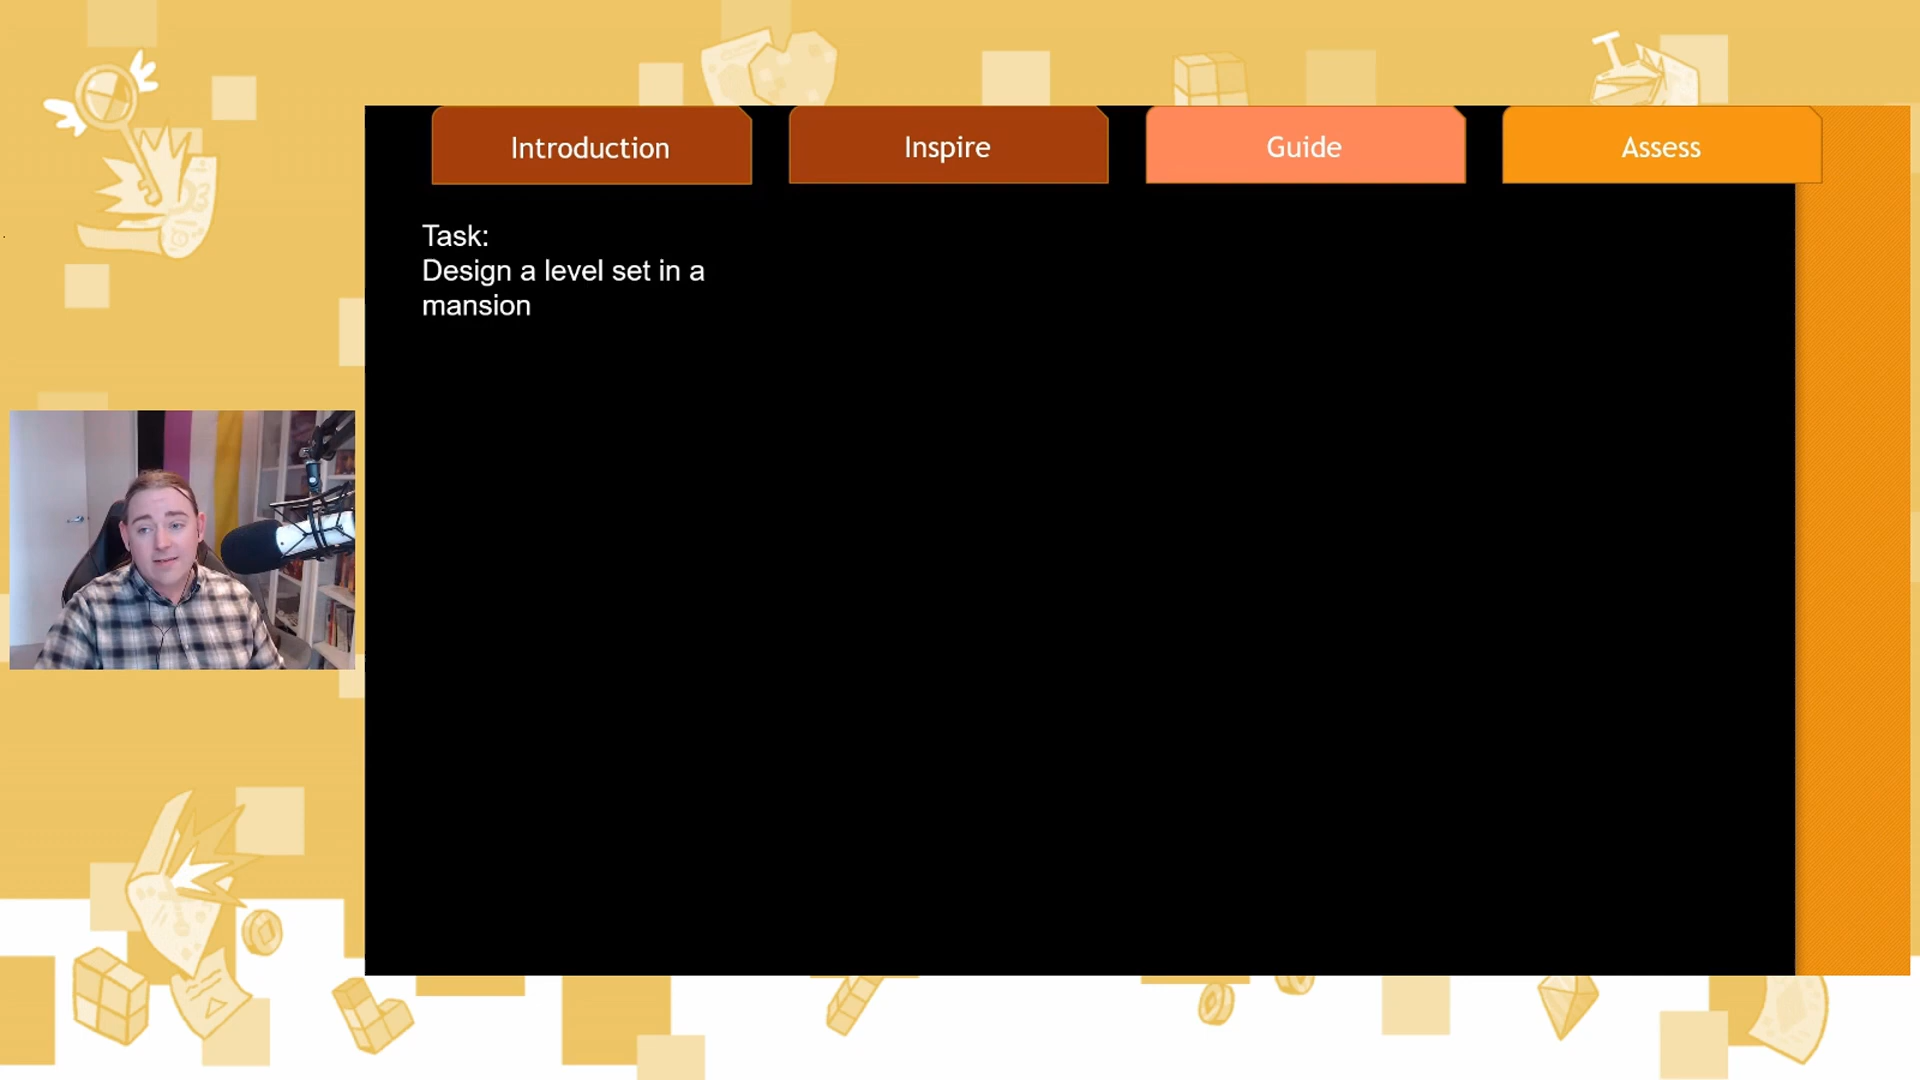 Introduction
Inspire
Guide
Assess
Task:
Design a level set in a
mansion